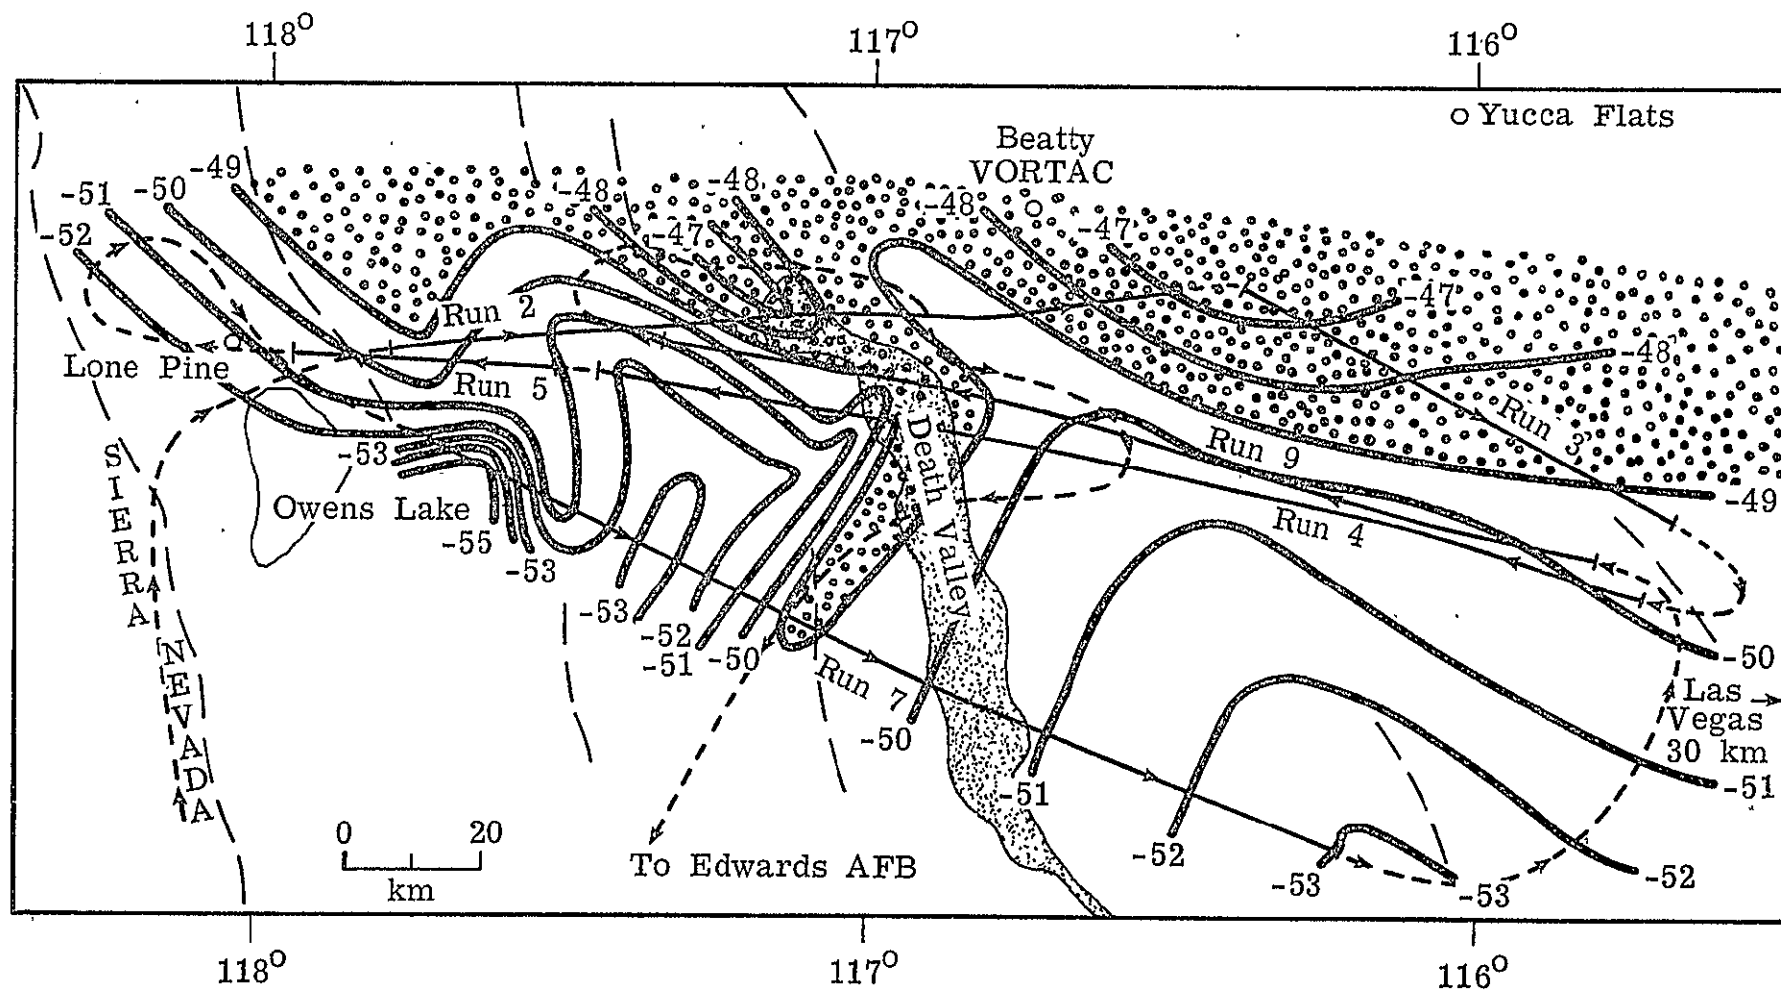 118°
117°
116°
Yucca Flats
Beatty
VORTAC
-49
-50
-51
-52
-48
-48
-47
-48
-47
-47
-48
Run 2
Lone Pine
Run 5
Run 9
Run 3
-49
Run 4
Death Valley
-53
Owens Lake
-55
-53
-53
-52
-51
-50
Run 7
-50
-50
Las
Vegas
30 km
-51
-51
-52
-52
-53
-53
SIERRA
NEVADA
0 20
km
To Edwards AFB
118°
117°
116°